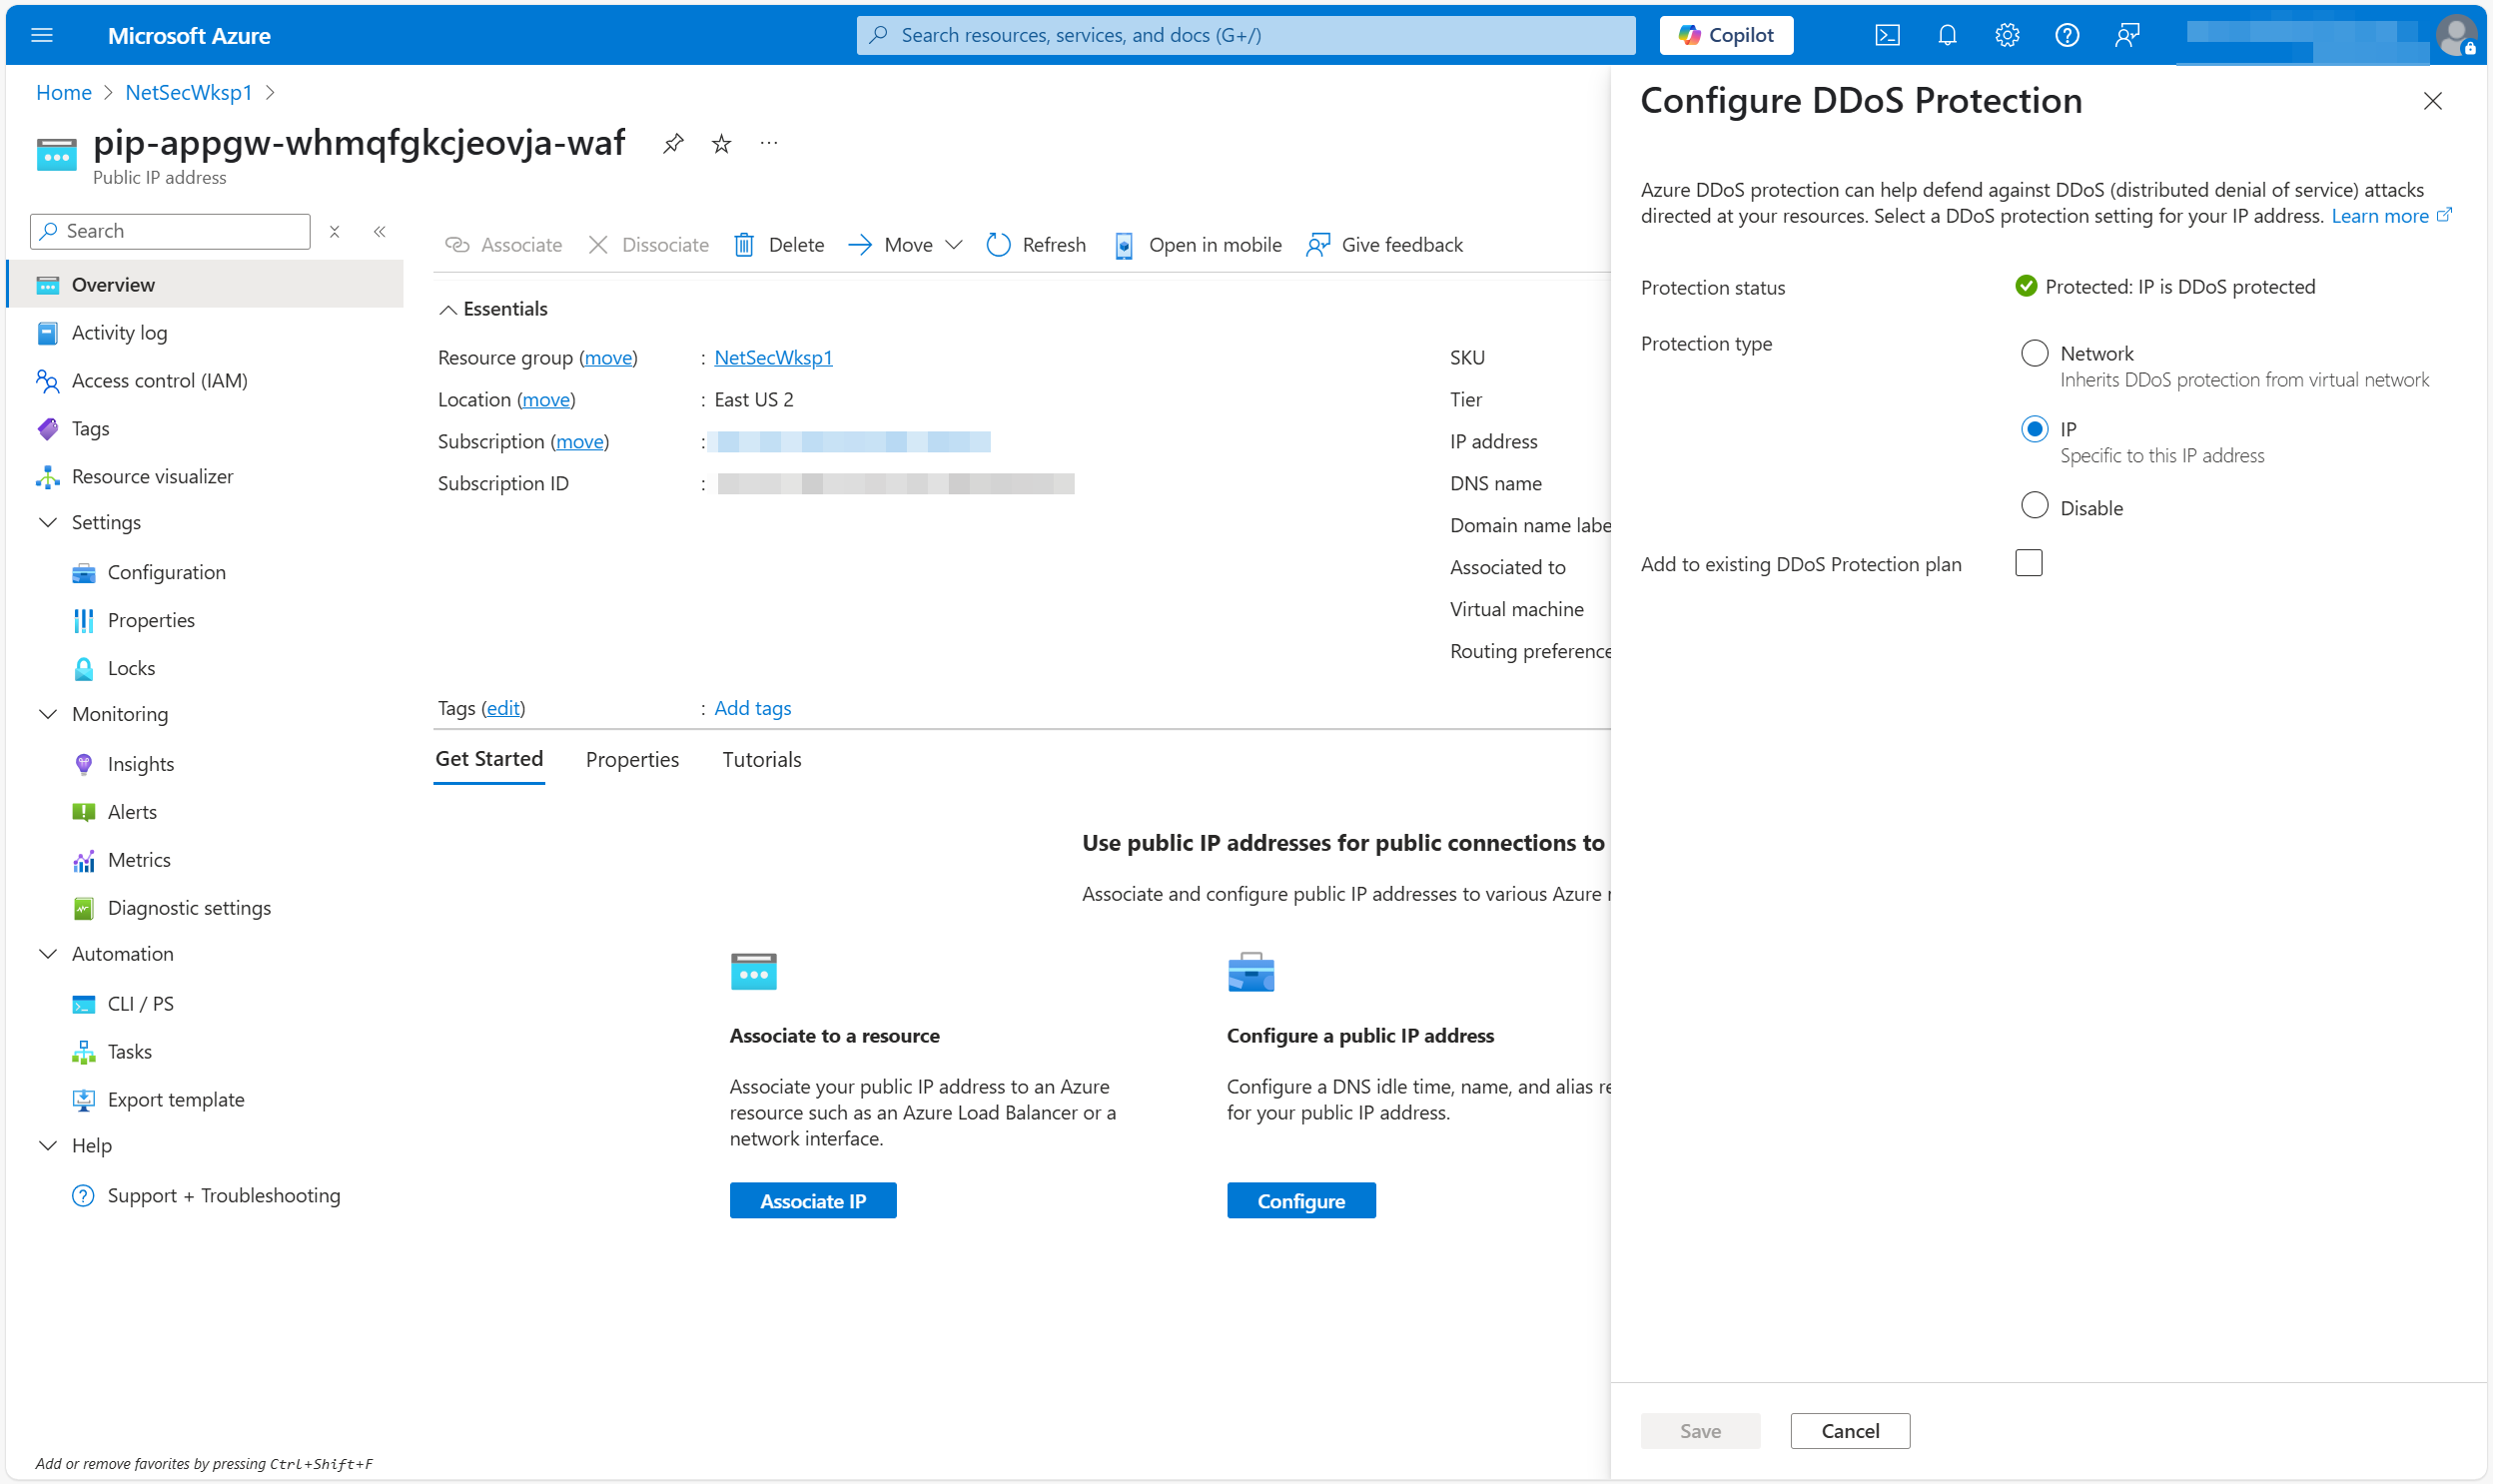 Microsoft Azure
Search resources, services, and docs (G+/)
Copilot
Home > NetSecWksp1 >
pip-appgw-whmqfgkcjeovja-waf
Public IP address
Search
Overview
Activity log
Access control (IAM)
Tags
Resource visualizer
Settings
Configuration
Properties
Locks
Monitoring
Insights
Alerts
Metrics
Diagnostic settings
Automation
CLI / PS
Tasks
Export template
Help
Support + Troubleshooting
Add or remove favorites by pressing Ctrl+Shift+F
Associate
Dissociate
Delete
Move
Refresh
Open in mobile
Give feedback
Essentials
Resource group (move) : NetSecWksp1
Location (move) : East US 2
Subscription (move) :
Subscription ID :
SKU
Tier
IP address
DNS name
Domain name labe
Associated to
Virtual machine
Routing preference
Tags (edit) : Add tags
Get Started
Properties
Tutorials
Use public IP addresses for public connections to
Associate and configure public IP addresses to various Azure r
Associate to a resource
Associate your public IP address to an Azure
resource such as an Azure Load Balancer or a
network interface.
Associate IP
Configure a public IP address
Configure a DNS idle time, name, and alias re
for your public IP address.
Configure
Configure DDoS Protection
Azure DDoS protection can help defend against DDoS (distributed denial of service) attacks
directed at your resources. Select a DDoS protection setting for your IP address. Learn more
Protection status
Protected: IP is DDoS protected
Protection type
Network
Inherits DDoS protection from virtual network
IP
Specific to this IP address
Disable
Add to existing DDoS Protection plan
Save
Cancel